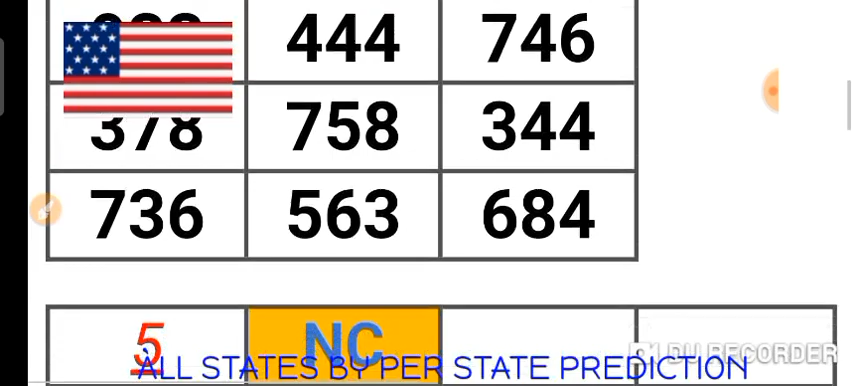 444 746
378 758 344
736 563 684
5 NC
DU RECORDER
ALL STATES BY PER STATE PREDICTION